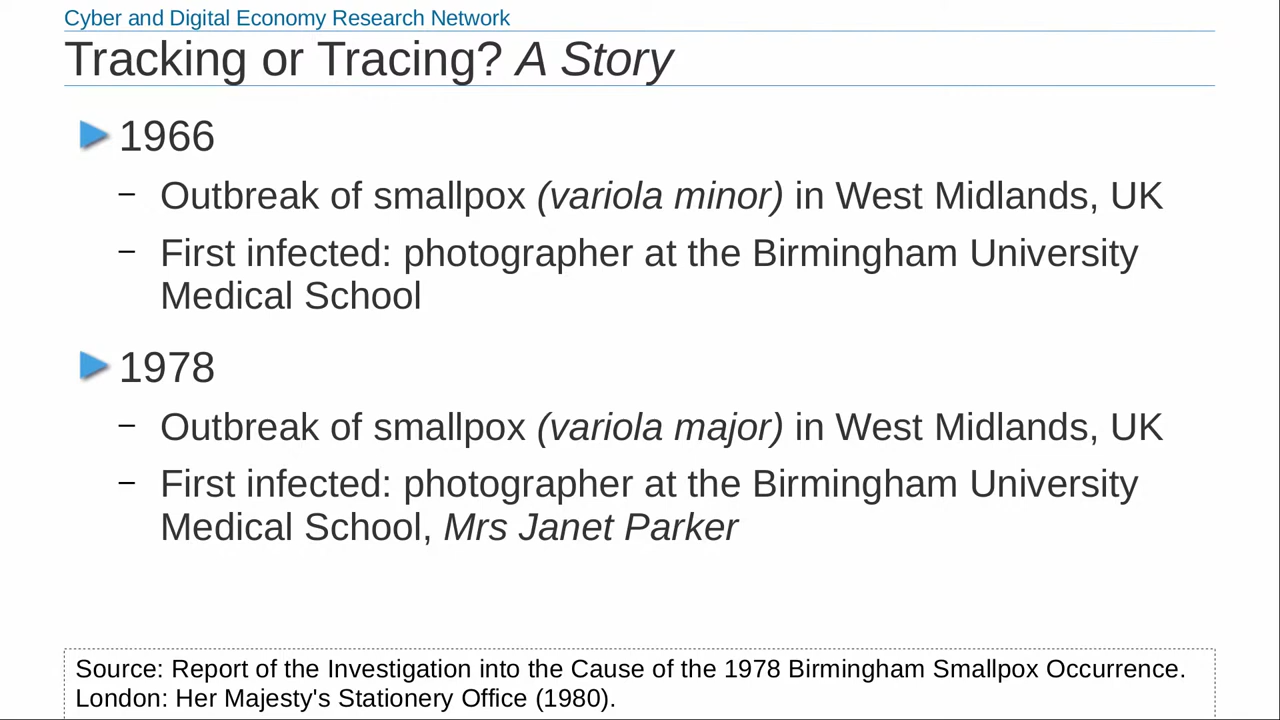 Cyber and Digital Economy Research Network
Tracking or Tracing? A Story
1966
– Outbreak of smallpox (variola minor) in West Midlands, UK
– First infected: photographer at the Birmingham University
Medical School
1978
– Outbreak of smallpox (variola major) in West Midlands, UK
– First infected: photographer at the Birmingham University
Medical School, Mrs Janet Parker
Source: Report of the Investigation into the Cause of the 1978 Birmingham Smallpox Occurrence.
London: Her Majesty's Stationery Office (1980).